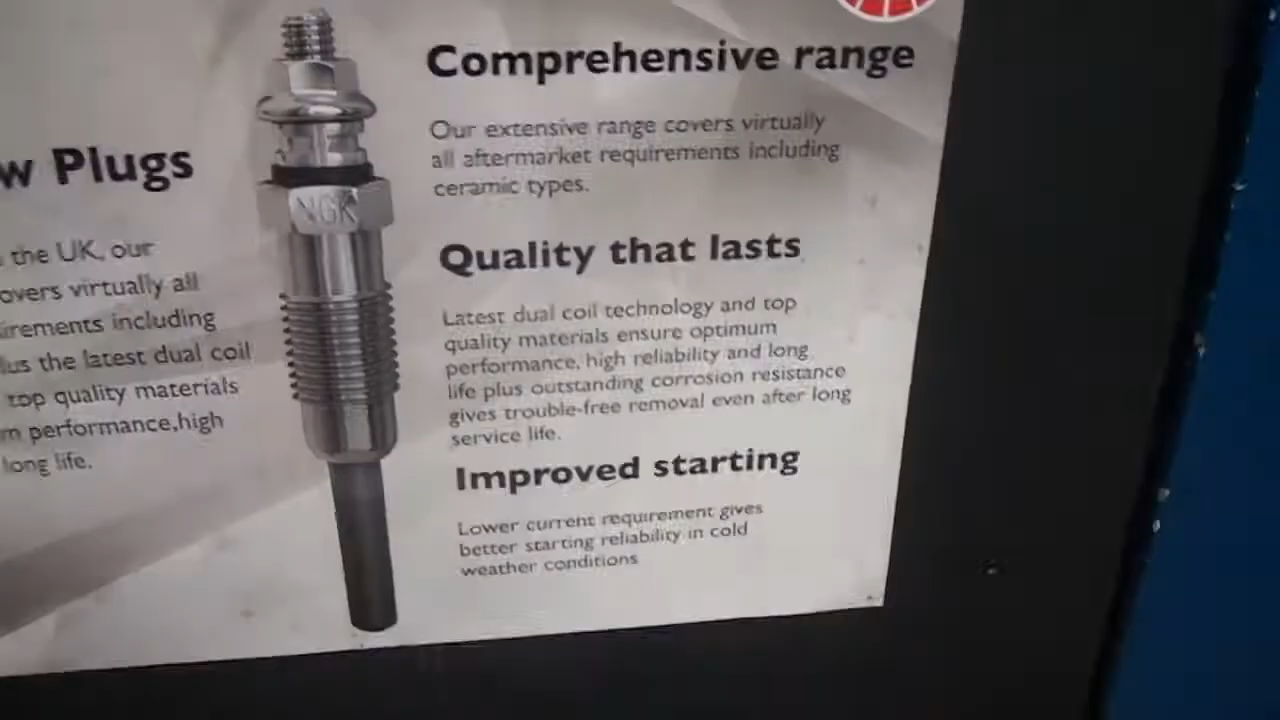 w Plugs
the UK, our
overs virtually all
irements including
lus the latest dual coil
top quality materials
m performance,high
long life.
NGK
Comprehensive range
Our extensive range covers virtually
all aftermarket requirements including
ceramic types.
Quality that lasts
Latest dual coil technology and top
quality materials ensure optimum
performance, high reliability and long
life plus outstanding corrosion resistance
gives trouble-free removal even after long
service life.
Improved starting
Lower current requirement gives
better starting reliability in cold
weather conditions